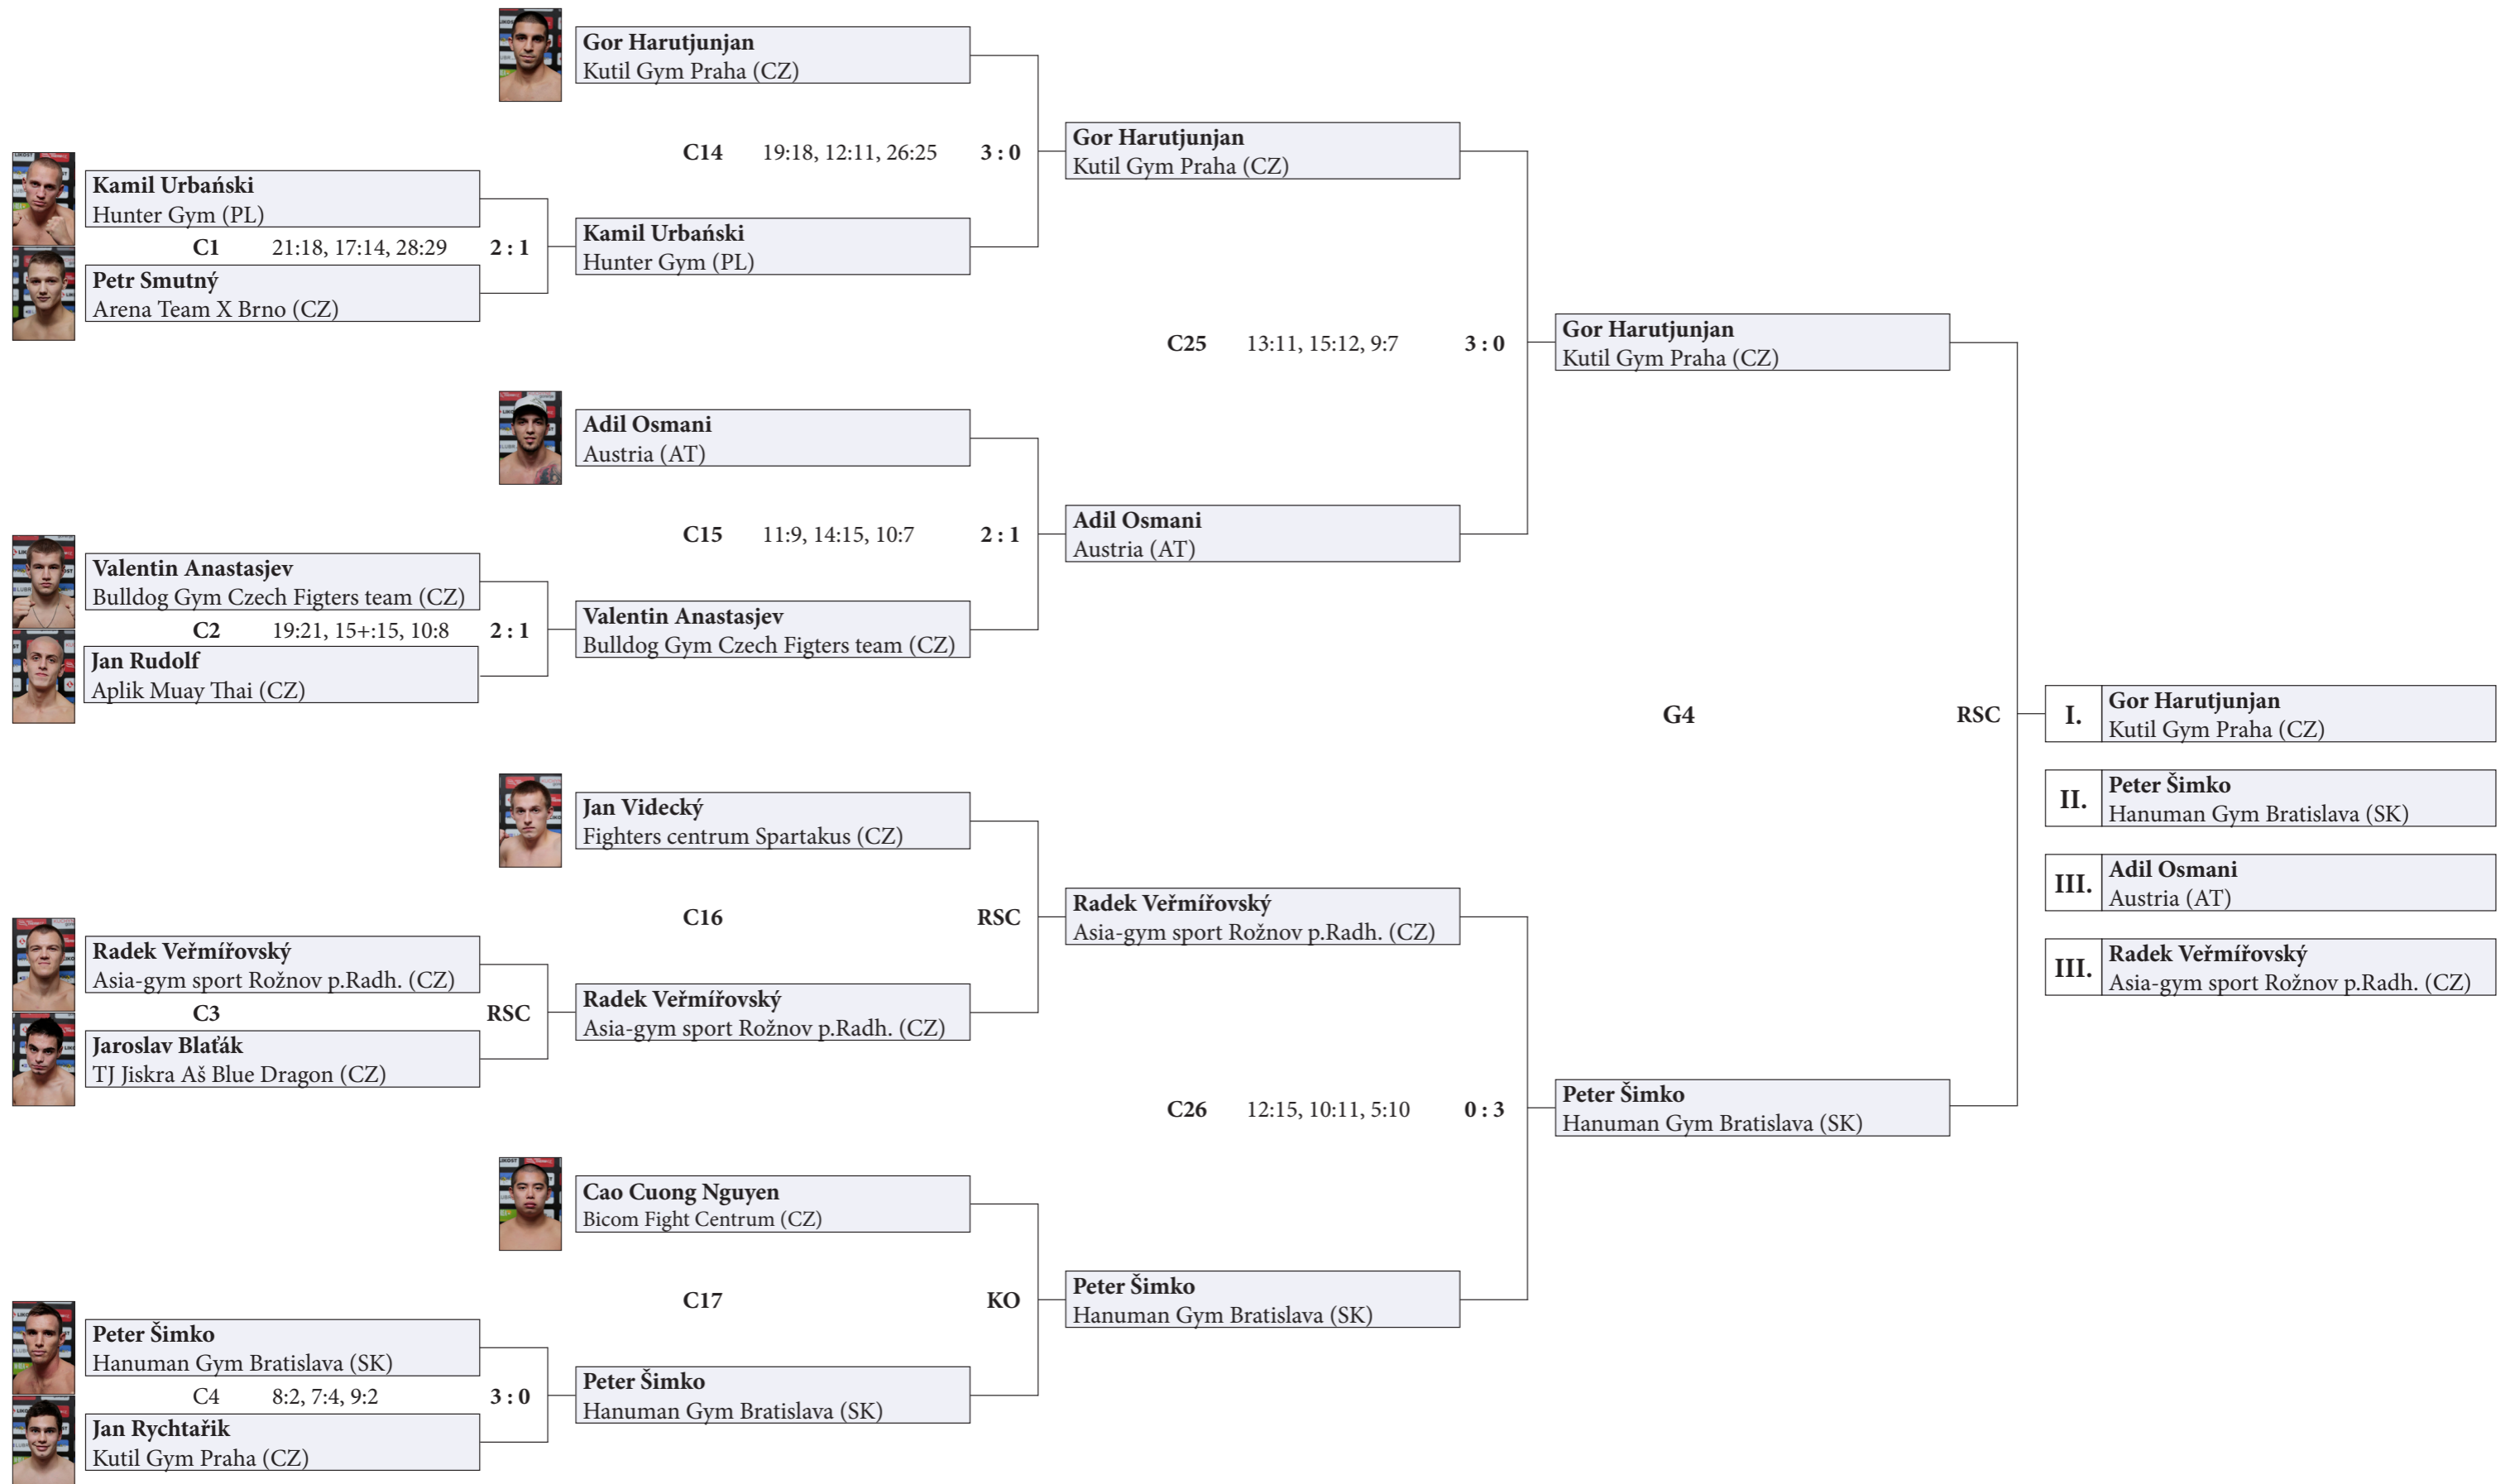 Gor Harutjunjan
Kutil Gym Praha (CZ)
C14 19:18, 12:11, 26:25 3 : 0
Gor Harutjunjan
Kutil Gym Praha (CZ)
Kamil Urbański
Hunter Gym (PL)
C1 21:18, 17:14, 28:29 2 : 1
Petr Smutný
Arena Team X Brno (CZ)
Kamil Urbański
Hunter Gym (PL)
C25 13:11, 15:12, 9:7 3 : 0
Gor Harutjunjan
Kutil Gym Praha (CZ)
Adil Osmani
Austria (AT)
C15 11:9, 14:15, 10:7 2 : 1
Adil Osmani
Austria (AT)
Valentin Anastasjev
Bulldog Gym Czech Figters team (CZ)
C2 19:21, 15+:15, 10:8 2 : 1
Jan Rudolf
Aplik Muay Thai (CZ)
Valentin Anastasjev
Bulldog Gym Czech Figters team (CZ)
G4 RSC
I. Gor Harutjunjan
Kutil Gym Praha (CZ)
II. Peter Šimko
Hanuman Gym Bratislava (SK)
III. Adil Osmani
Austria (AT)
III. Radek Veřmířovský
Asia-gym sport Rožnov p.Radh. (CZ)
Jan Videcký
Fighters centrum Spartakus (CZ)
C16 RSC
Radek Veřmířovský
Asia-gym sport Rožnov p.Radh. (CZ)
Radek Veřmířovský
Asia-gym sport Rožnov p.Radh. (CZ)
C3 RSC
Jaroslav Blaťák
TJ Jiskra Aš Blue Dragon (CZ)
Radek Veřmířovský
Asia-gym sport Rožnov p.Radh. (CZ)
C26 12:15, 10:11, 5:10 0 : 3
Peter Šimko
Hanuman Gym Bratislava (SK)
Cao Cuong Nguyen
Bicom Fight Centrum (CZ)
C17 KO
Peter Šimko
Hanuman Gym Bratislava (SK)
Peter Šimko
Hanuman Gym Bratislava (SK)
C4 8:2, 7:4, 9:2 3 : 0
Jan Rychtařik
Kutil Gym Praha (CZ)
Peter Šimko
Hanuman Gym Bratislava (SK)